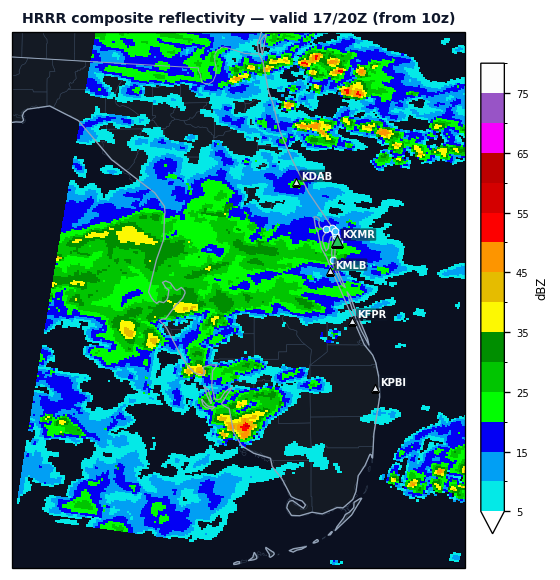 HRRR composite reflectivity — valid 17/20Z (from 10z)
KDAB
KXMR
KMLB
KFPR
KPBI
75
65
55
45
35
25
15
5
dBZ